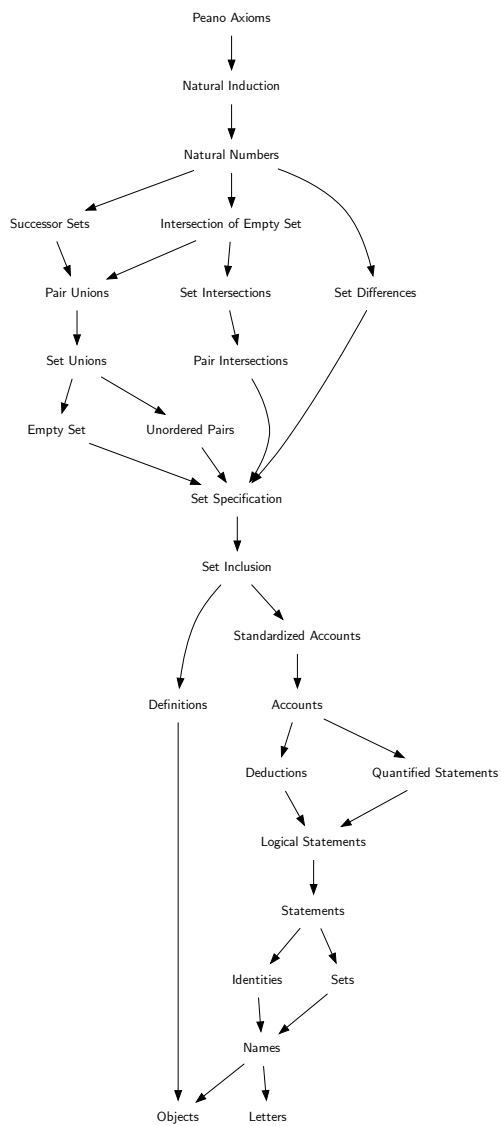 Peano Axioms
Natural Induction
Natural Numbers
Successor Sets
Intersection of Empty Set
Pair Unions
Set Intersections
Set Differences
Set Unions
Pair Intersections
Empty Set
Unordered Pairs
Set Specification
Set Inclusion
Standardized Accounts
Definitions
Accounts
Deductions
Quantified Statements
Logical Statements
Statements
Identities
Sets
Names
Objects
Letters